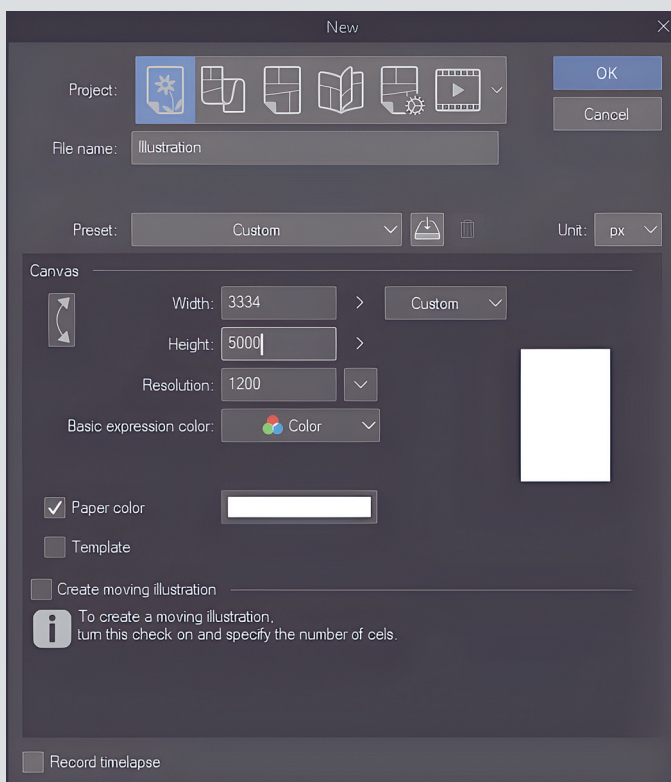 New
Project:
OK
Cancel
File name: Illustration
Preset: Custom Unit: px
Canvas
Width: 3334 Custom
Height: 5000
Resolution: 1200
Basic expression color: Color
Paper color
Template
Create moving illustration
To create a moving illustration,
turn this check on and specify the number of cels.
Record timelapse